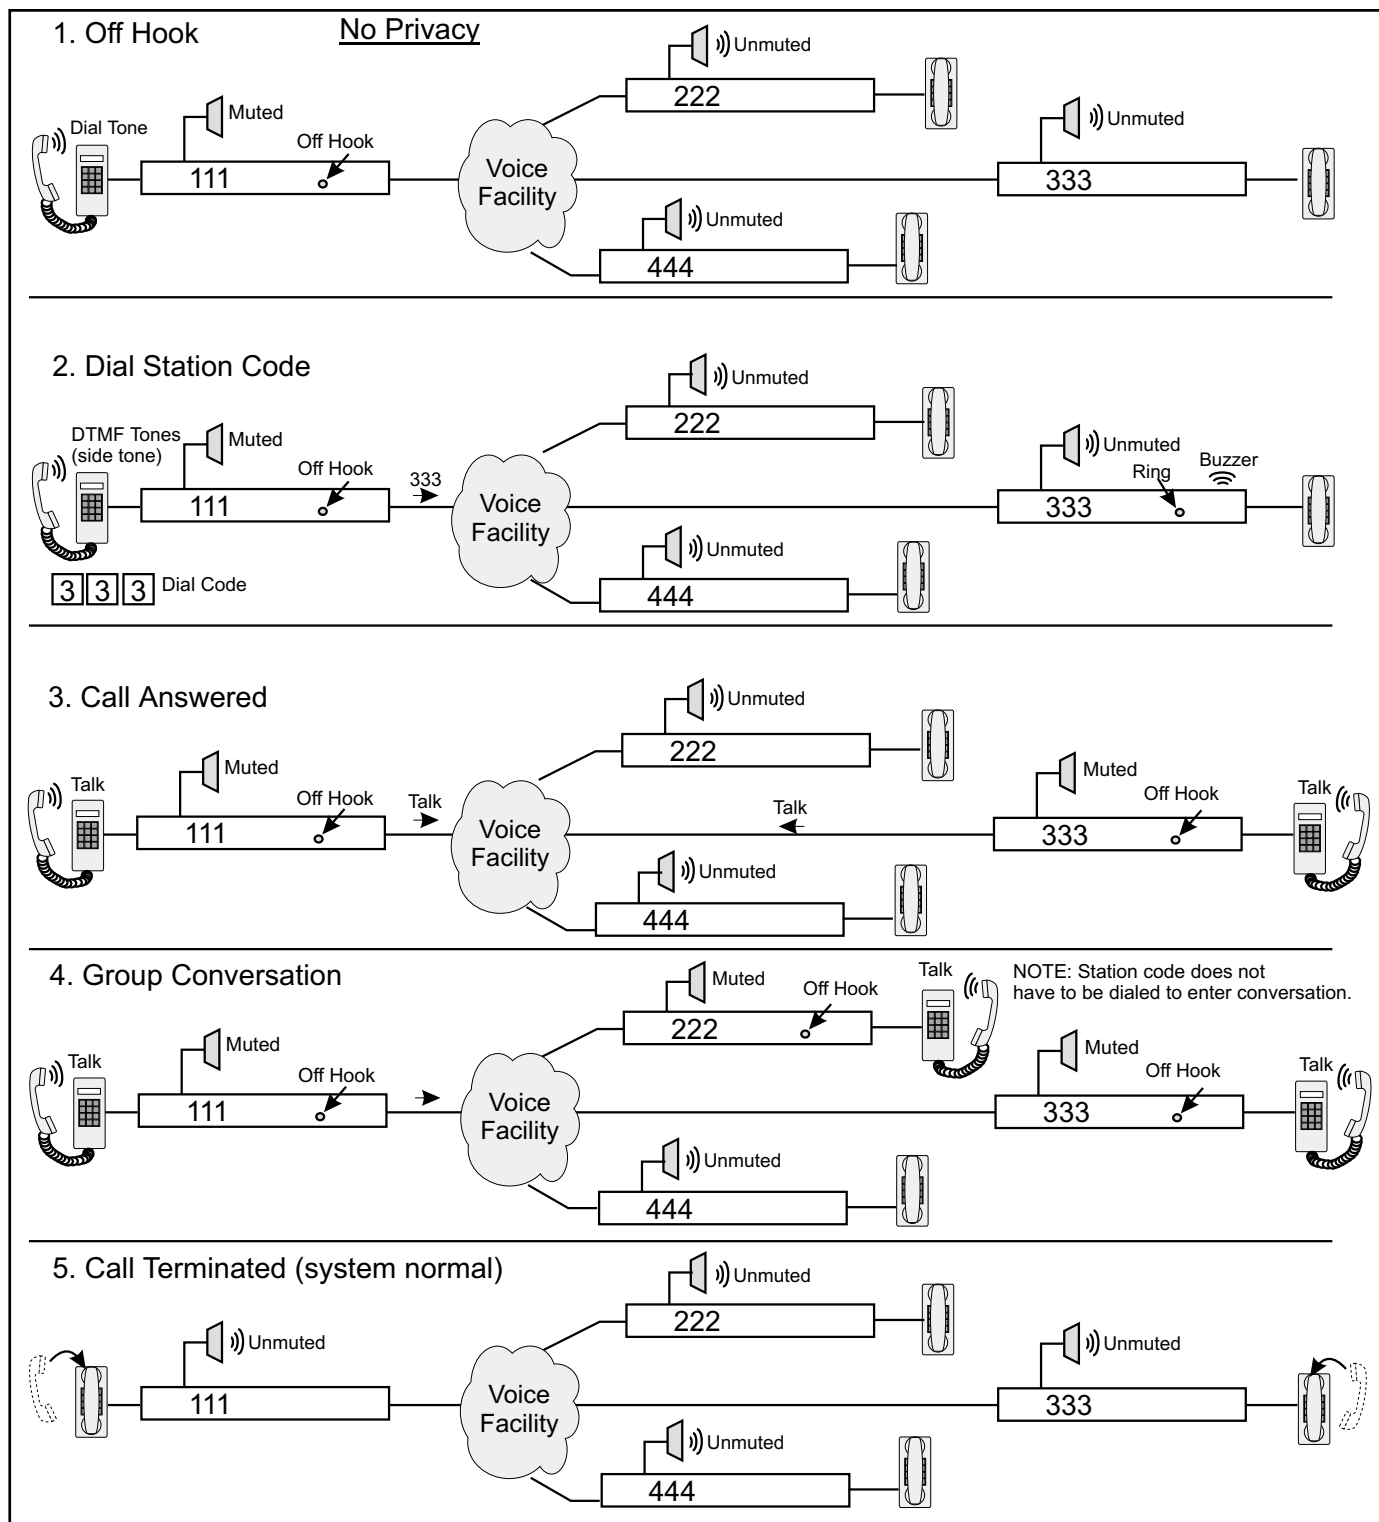 1. Off Hook
No Privacy
Unmuted
222
Dial Tone
Muted
Off Hook
111
Voice
Facility
Unmuted
333
Unmuted
444
2. Dial Station Code
Unmuted
222
DTMF Tones
(side tone)
Muted
Off Hook
111
333
Voice
Facility
Unmuted
Ring
Buzzer
333
Unmuted
444
3 3 3 Dial Code
3. Call Answered
Unmuted
222
Talk
Muted
Off Hook
111
Talk
Voice
Facility
Talk
Muted
Off Hook
333
Talk
Unmuted
444
4. Group Conversation
Muted
Off Hook
222
Talk
NOTE: Station code does not
have to be dialed to enter conversation.
Talk
Muted
Off Hook
111
Voice
Facility
Muted
Off Hook
333
Talk
Unmuted
444
5. Call Terminated (system normal)
Unmuted
222
Unmuted
111
Voice
Facility
Unmuted
333
Unmuted
444